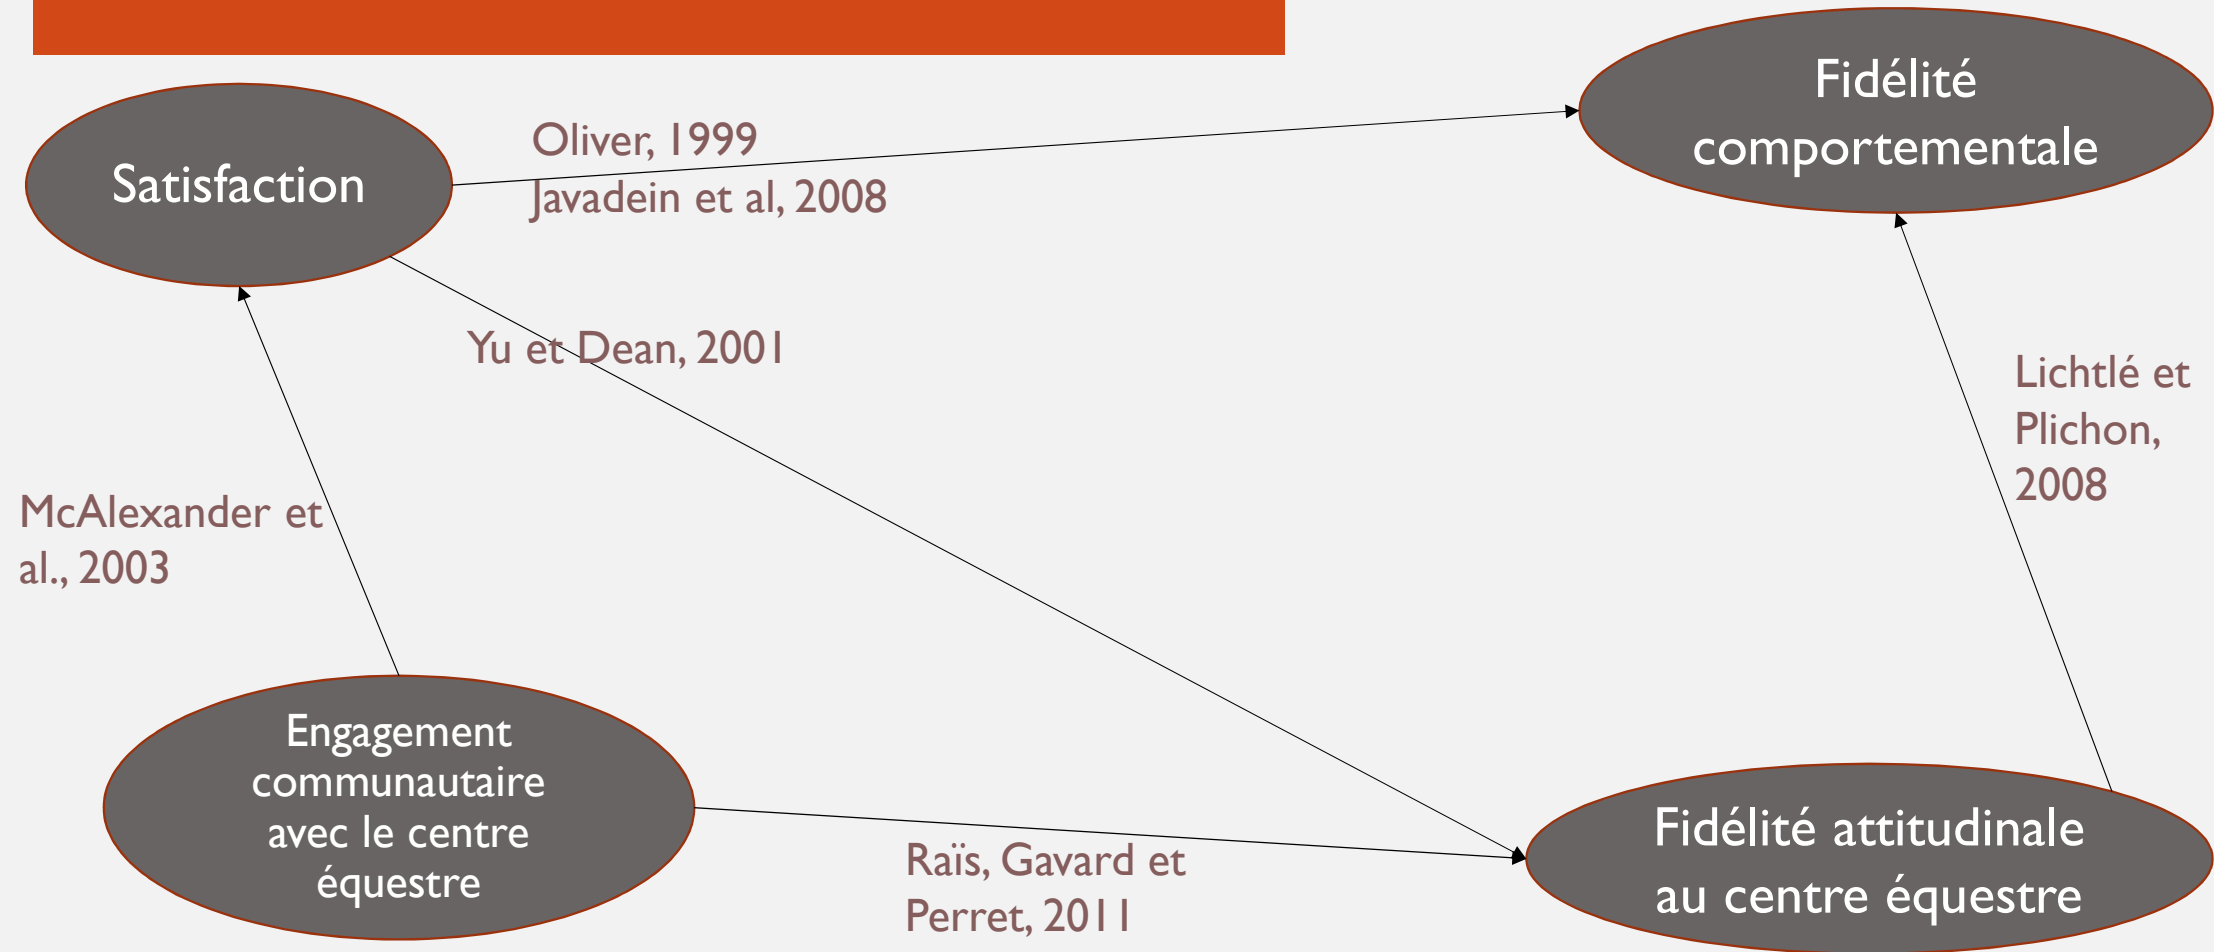 Fidélité
comportementale
Oliver, 1999
Javadein et al, 2008
Satisfaction
Yu et Dean, 2001
Lichtlé et
Plichon,
2008
McAlexander et
al., 2003
Engagement
communautaire
avec le centre
équestre
Raïs, Gavard et
Perret, 2011
Fidélité attitudinale
au centre équestre